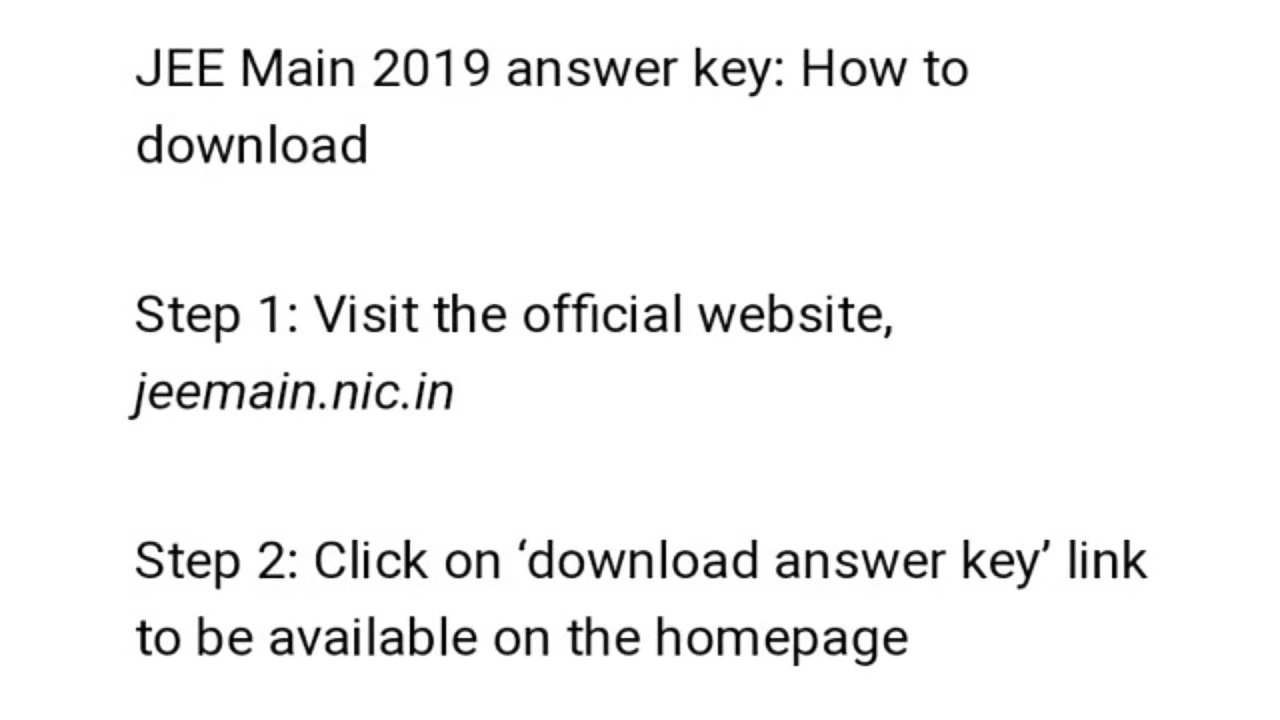 JEE Main 2019 answer key: How to
download
Step 1: Visit the official website,
jeemain.nic.in
Step 2: Click on ‘download answer key’ link
to be available on the homepage